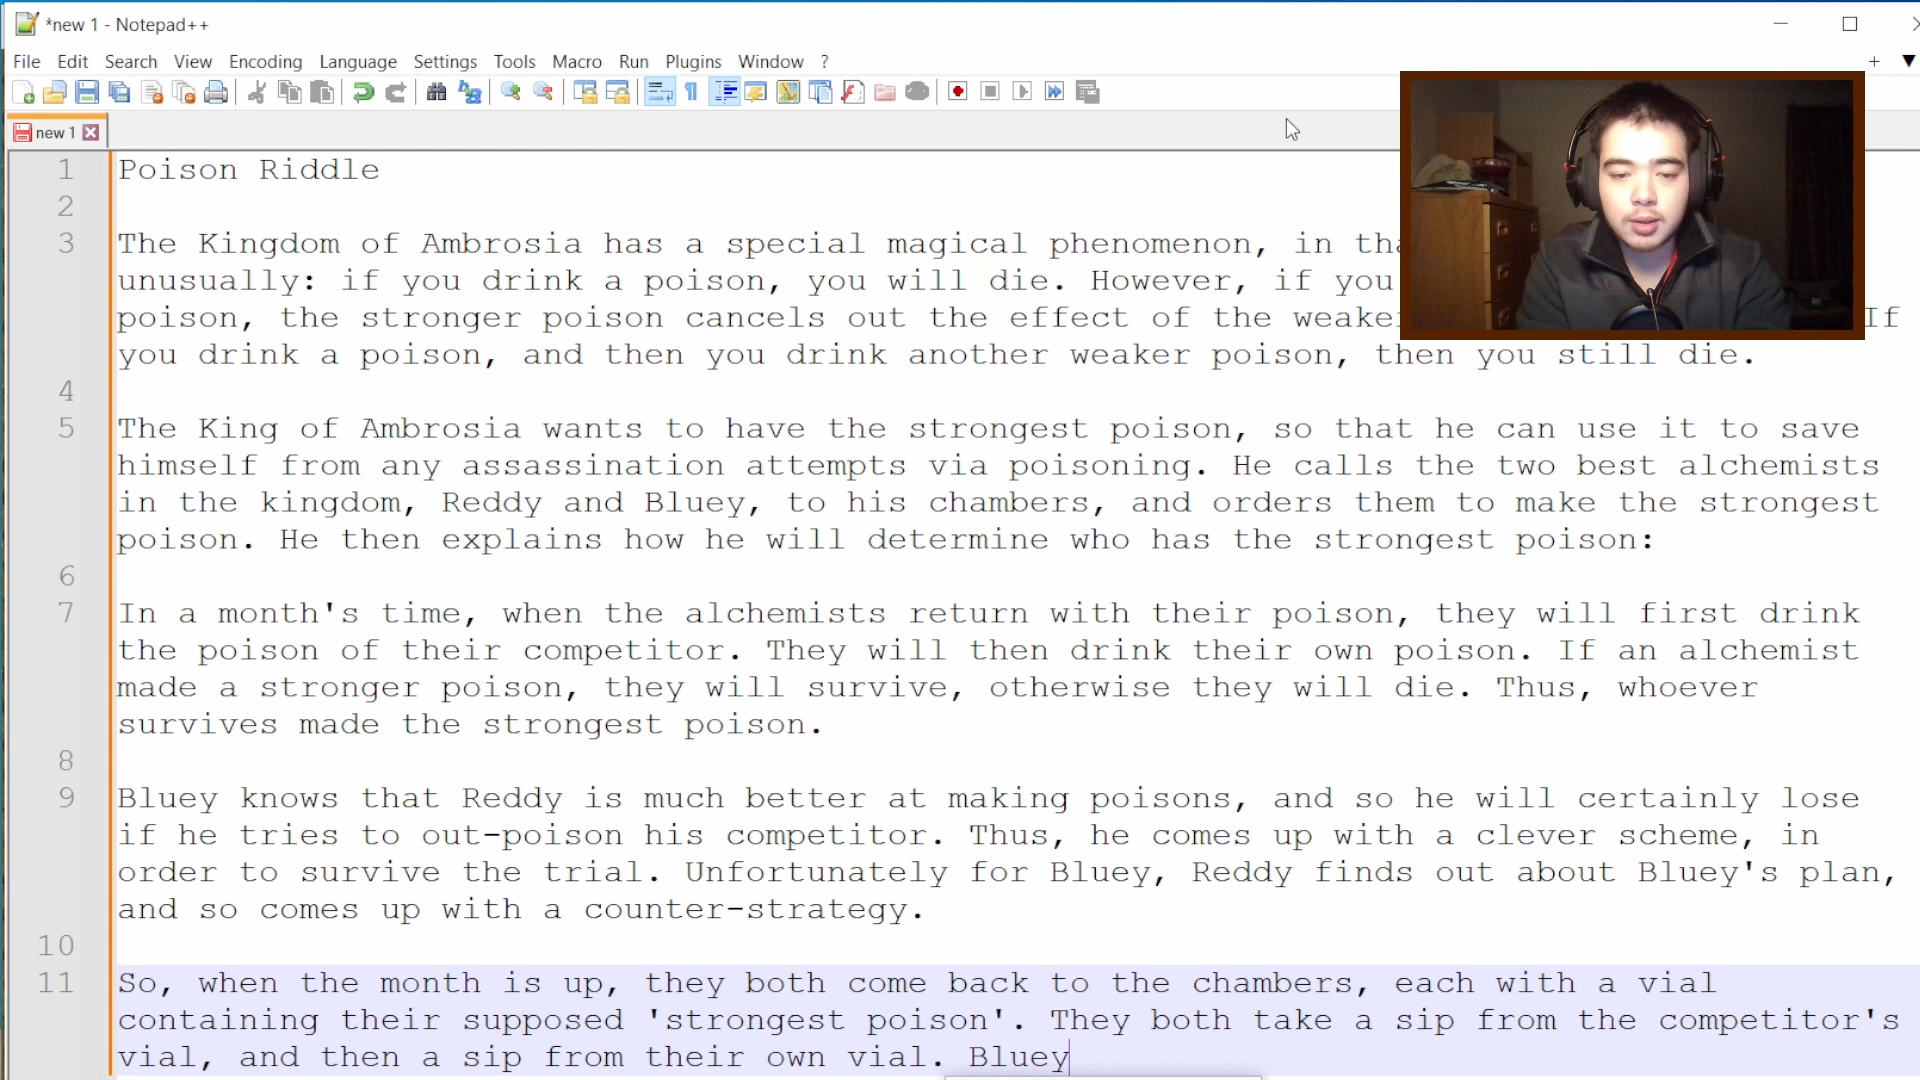 *new 1 - Notepad++
File Edit Search View Encoding Language Settings Tools Macro Run Plugins Window ?
new 1
1 Poison Riddle
2
3 The Kingdom of Ambrosia has a special magical phenomenon, in
unusually: if you drink a poison, you will die. However, if you
poison, the stronger poison cancels out the effect of the If
you drink a poison, and then you drink another weaker poison, then you still die.
4
5 The King of Ambrosia wants to have the strongest poison, so that he can use it to save
himself from any assassination attempts via poisoning. He calls the two best alchemists
in the kingdom, Reddy and Bluey, to his chambers, and orders them to make the strongest
poison. He then explains how he will determine who has the strongest poison:
6
7 In a month's time, when the alchemists return with their poison, they will first drink
the poison of their competitor. They will then drink their own poison. If an alchemist
made a stronger poison, they will survive, otherwise they will die. Thus, whoever
survives made the strongest poison.
8
9 Bluey knows that Reddy is much better at making poisons, and so he will certainly lose
if he tries to out-poison his competitor. Thus, he comes up with a clever scheme, in
order to survive the trial. Unfortunately for Bluey, Reddy finds out about Bluey's plan,
and so comes up with a counter-strategy.
10
11 So, when the month is up, they both come back to the chambers, each with a vial
containing their supposed 'strongest poison'. They both take a sip from the competitor's
vial, and then a sip from their own vial. Bluey